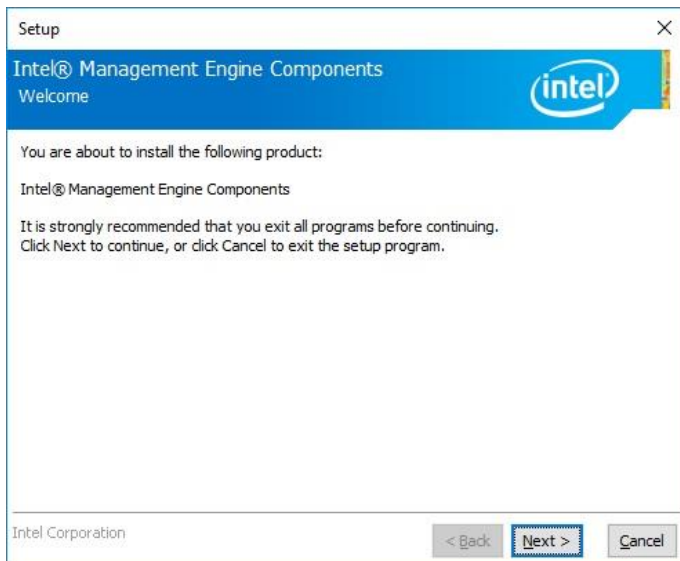 Setup
Intel® Management Engine Components
Welcome
intel
You are about to install the following product:
Intel® Management Engine Components
It is strongly recommended that you exit all programs before continuing.
Click Next to continue, or click Cancel to exit the setup program.
Intel Corporation
< Back Next > Cancel